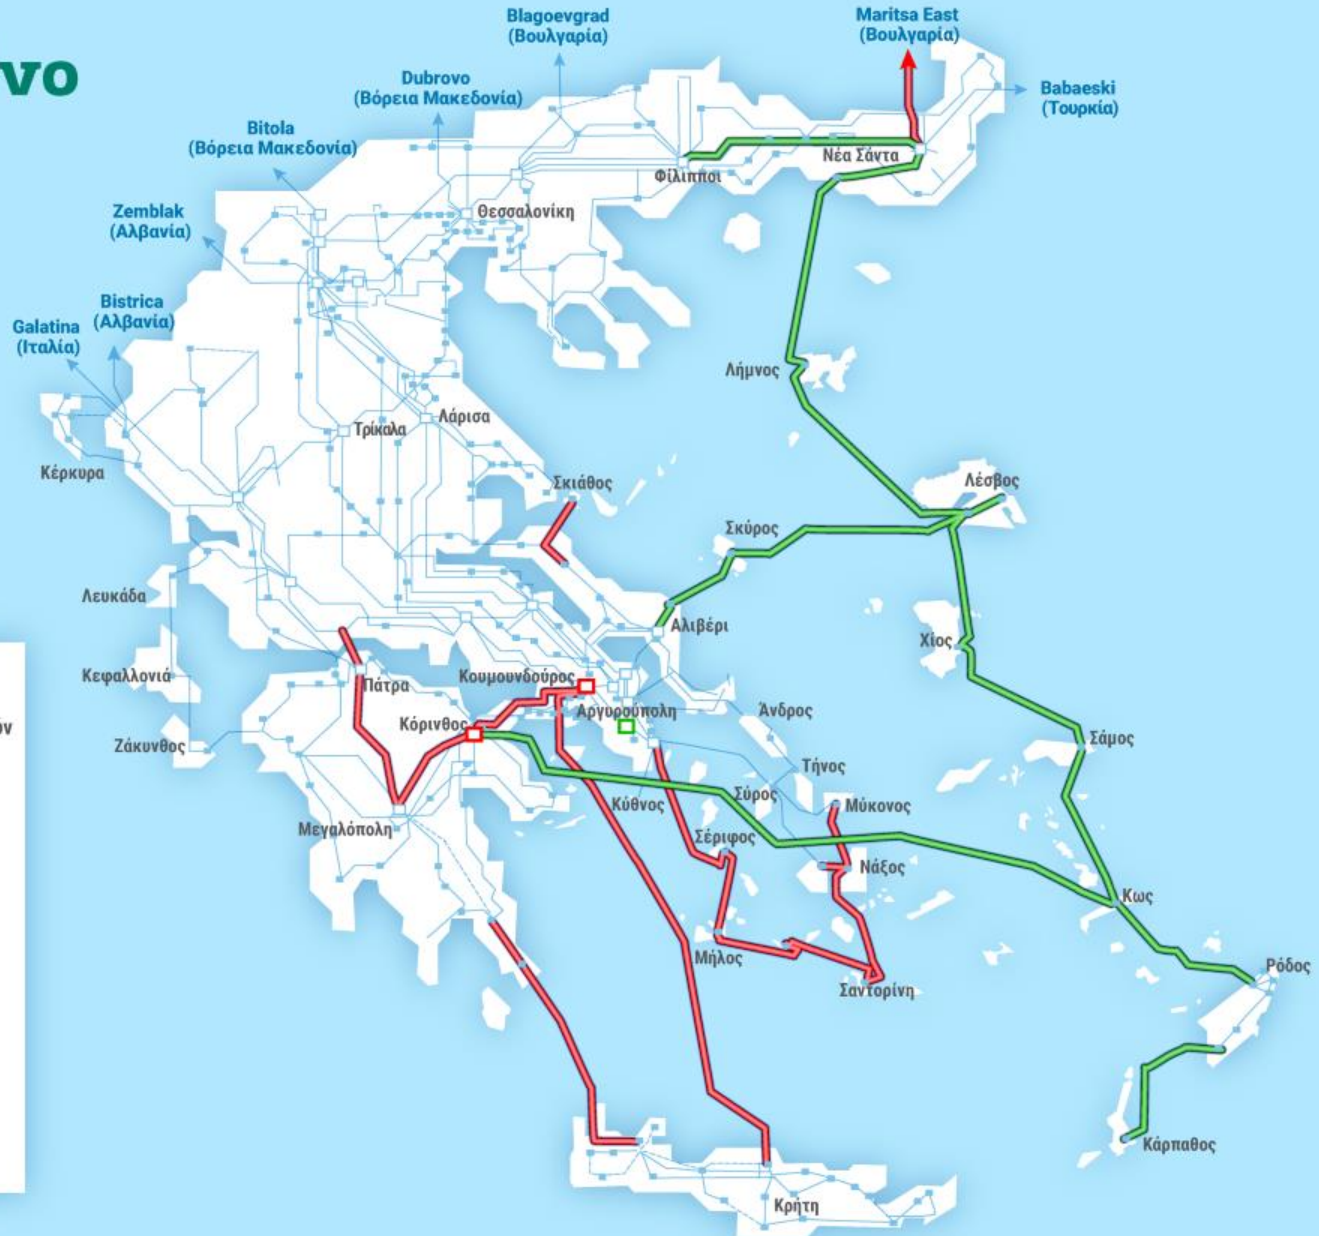 Blagoevgrad
(Βουλγαρία)
Maritsa East
(Βουλγαρία)
νο
Dubrovo
(Βόρεια Μακεδονία)
Babaeski
(Τουρκία)
Bitola
(Βόρεια Μακεδονία)
Νέα Σάντα
Φίλιπποι
Zemblak
(Αλβανία)
Θεσσαλονίκη
Bistrica
(Αλβανία)
Galatina
(Ιταλία)
Λήμνος
Λάρισα
Τρίκαλα
Κέρκυρα
Σκιάθος
Λέσβος
Σκύρος
Λευκάδα
Αλιβέρι
Χίος
Κεφαλλονιά
Πάτρα
Κουμουνδούρος
Αργυρούπολη
Άνδρος
Κόρινθος
ών
Ζάκυνθος
Σάμος
Τήνος
Σύρος
Κύθνος
Μύκονος
Μεγαλόπολη
Σέριφος
Νάξος
Κως
Μήλος
Σαντορίνη
Ρόδος
Κάρπαθος
Κρήτη